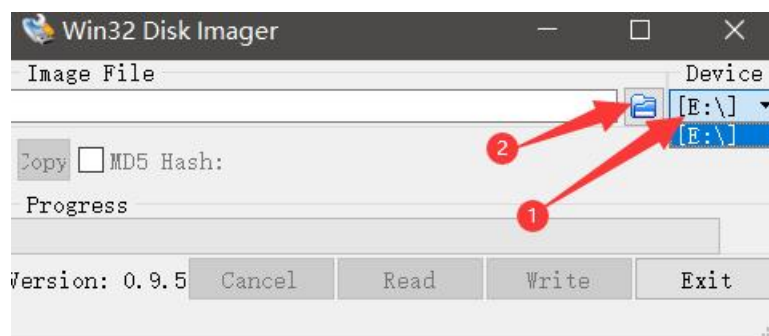 Win32 Disk Imager
Image File
Device
[E:\]
[E:\]
2
Copy MD5 Hash:
Progress
1
Version: 0.9.5 Cancel Read Write Exit